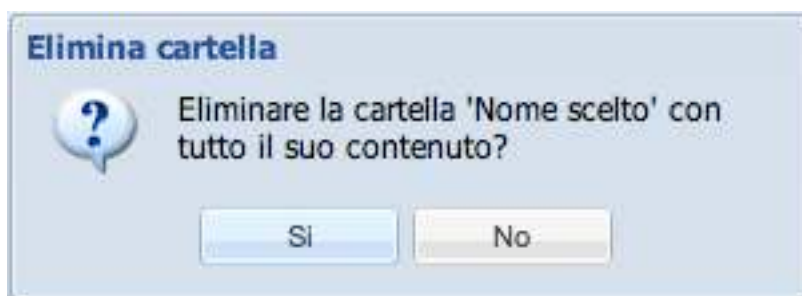 Elimina cartella
?
Eliminare la cartella 'Nome scelto' con
tutto il suo contenuto?
Si
No